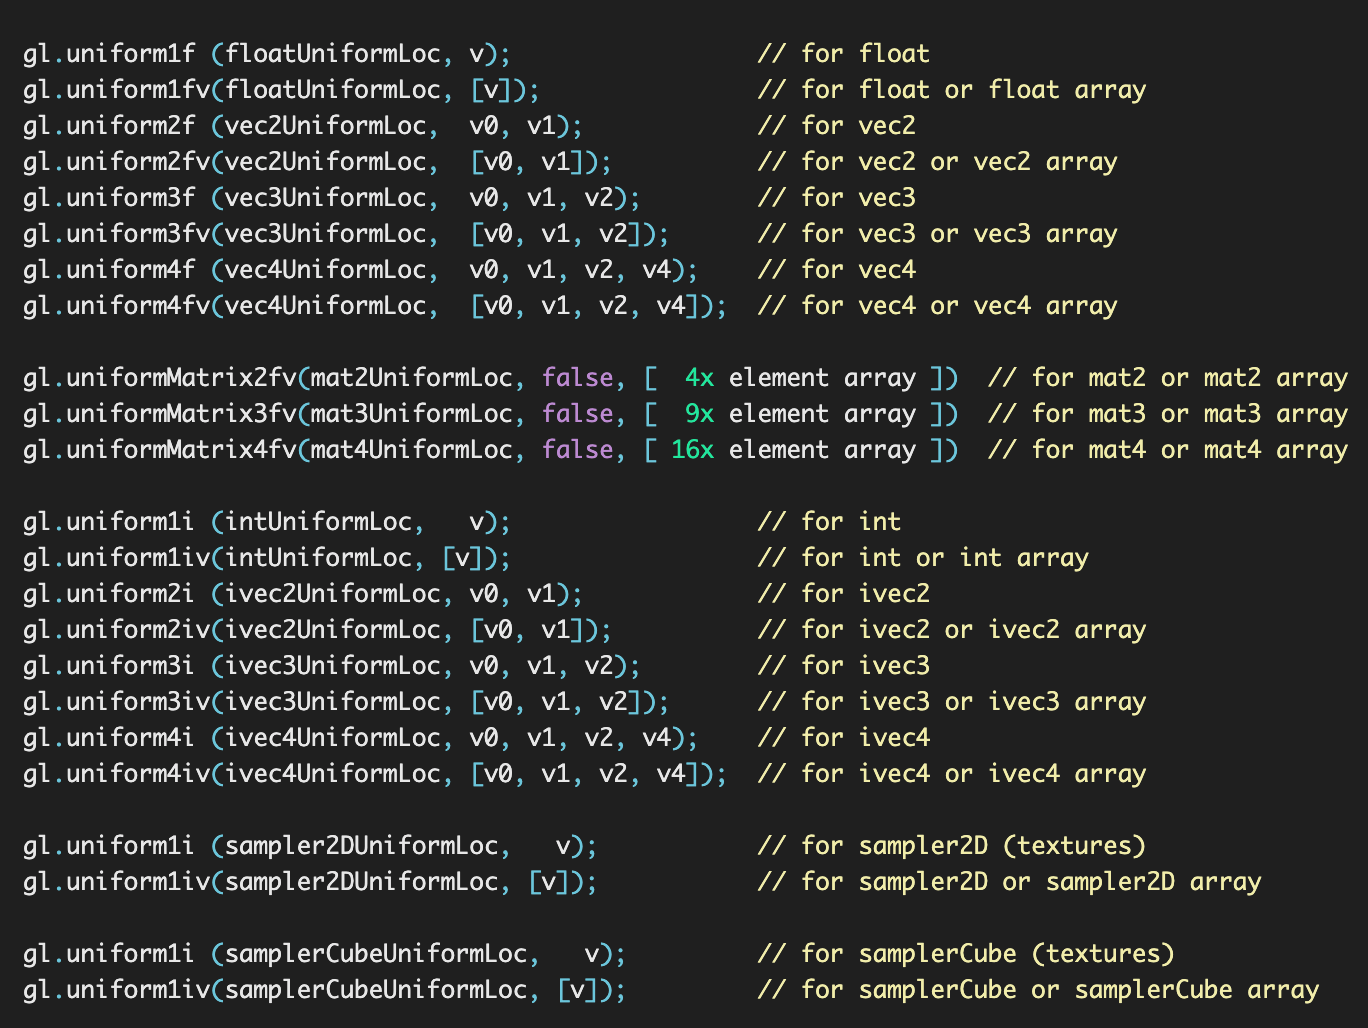 gl.uniform1f (floatUniformLoc, v);                 // for float
gl.uniform1fv(floatUniformLoc, [v]);               // for float or float array
gl.uniform2f (vec2UniformLoc,  v0, v1);            // for vec2
gl.uniform2fv(vec2UniformLoc,  [v0, v1]);          // for vec2 or vec2 array
gl.uniform3f (vec3UniformLoc,  v0, v1, v2);        // for vec3
gl.uniform3fv(vec3UniformLoc,  [v0, v1, v2]);      // for vec3 or vec3 array
gl.uniform4f (vec4UniformLoc,  v0, v1, v2, v4);    // for vec4
gl.uniform4fv(vec4UniformLoc,  [v0, v1, v2, v4]);  // for vec4 or vec4 array

gl.uniformMatrix2fv(mat2UniformLoc, false, [  4x element array ])  // for mat2 or mat2 array
gl.uniformMatrix3fv(mat3UniformLoc, false, [  9x element array ])  // for mat3 or mat3 array
gl.uniformMatrix4fv(mat4UniformLoc, false, [ 16x element array ])  // for mat4 or mat4 array

gl.uniform1i (intUniformLoc,   v);                 // for int
gl.uniform1iv(intUniformLoc, [v]);                 // for int or int array
gl.uniform2i (ivec2UniformLoc, v0, v1);            // for ivec2
gl.uniform2iv(ivec2UniformLoc, [v0, v1]);          // for ivec2 or ivec2 array
gl.uniform3i (ivec3UniformLoc, v0, v1, v2);        // for ivec3
gl.uniform3iv(ivec3UniformLoc, [v0, v1, v2]);      // for ivec3 or ivec3 array
gl.uniform4i (ivec4UniformLoc, v0, v1, v2, v4);    // for ivec4
gl.uniform4iv(ivec4UniformLoc, [v0, v1, v2, v4]);  // for ivec4 or ivec4 array

gl.uniform1i (sampler2DUniformLoc,   v);           // for sampler2D (textures)
gl.uniform1iv(sampler2DUniformLoc, [v]);           // for sampler2D or sampler2D array

gl.uniform1i (samplerCubeUniformLoc,   v);         // for samplerCube (textures)
gl.uniform1iv(samplerCubeUniformLoc, [v]);         // for samplerCube or samplerCube array